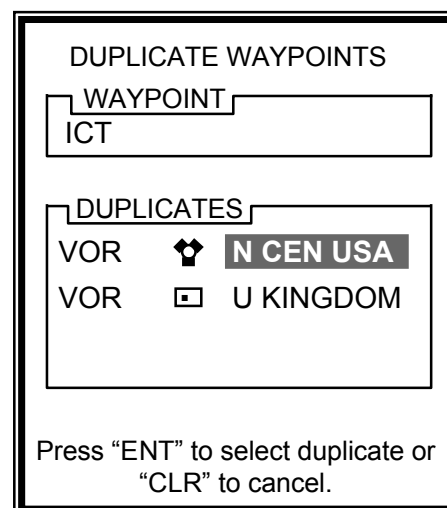 DUPLICATE WAYPOINTS
WAYPOINT
ICT
DUPLICATES
VOR N CEN USA
VOR U KINGDOM
Press “ENT” to select duplicate or
“CLR” to cancel.